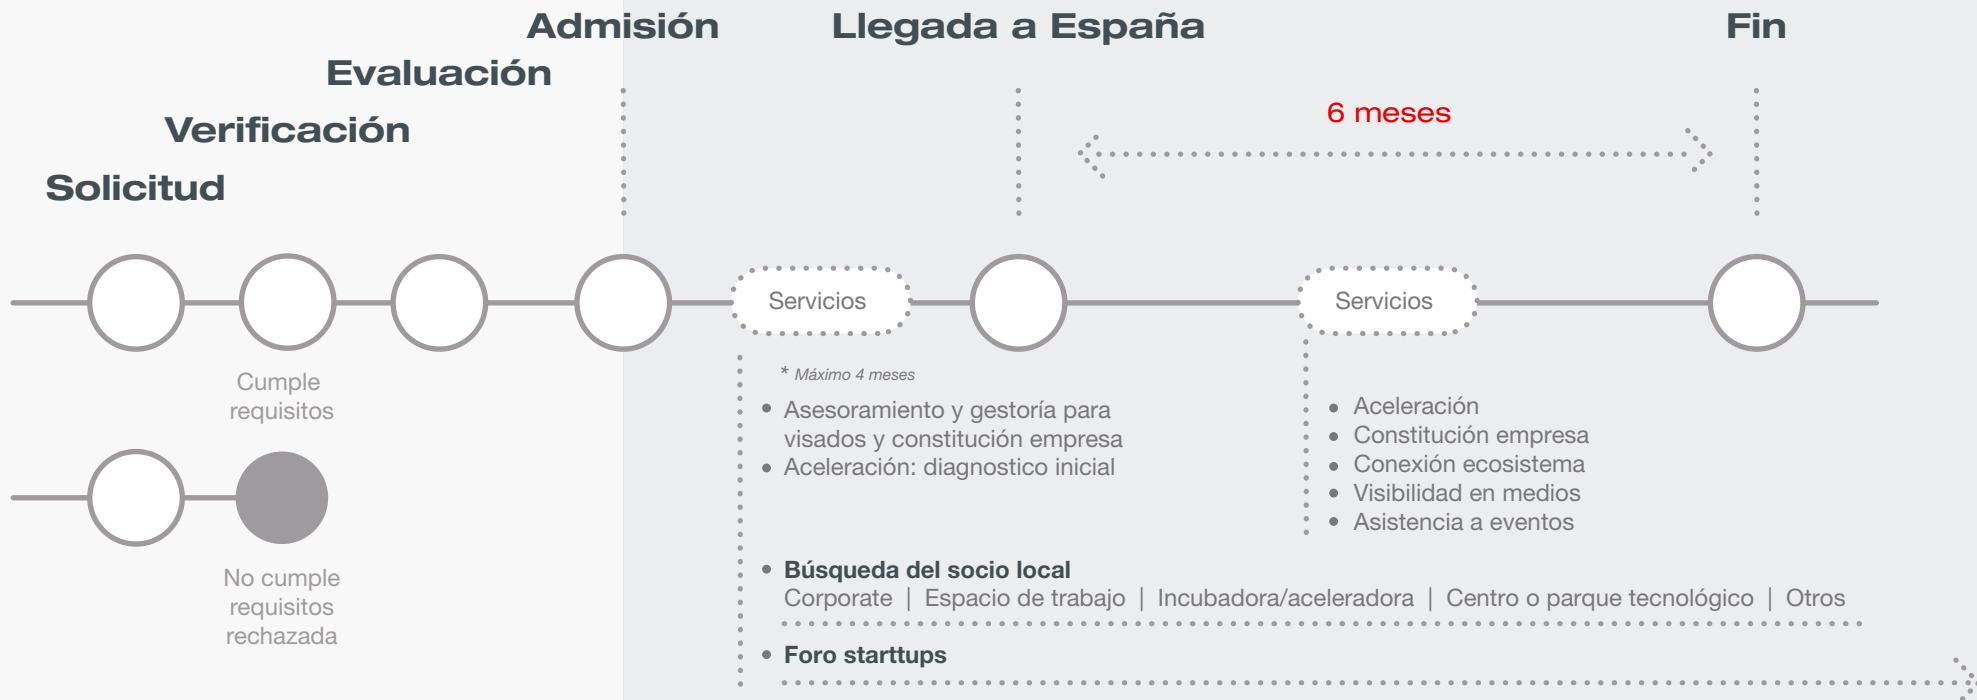 Admisión
Llegada a España
Fin
Evaluación
6 meses
Verificación
Solicitud
Servicios
Servicios
Cumple
requisitos
No cumple
requisitos
rechazada
* Máximo 4 meses
• Asesoramiento y gestoría para
visados y constitución empresa
• Aceleración: diagnostico inicial
• Aceleración
• Constitución empresa
• Conexión ecosistema
• Visibilidad en medios
• Asistencia a eventos
• Búsqueda del socio local
Corporate | Espacio de trabajo | Incubadora/aceleradora | Centro o parque tecnológico | Otros
• Foro starttups